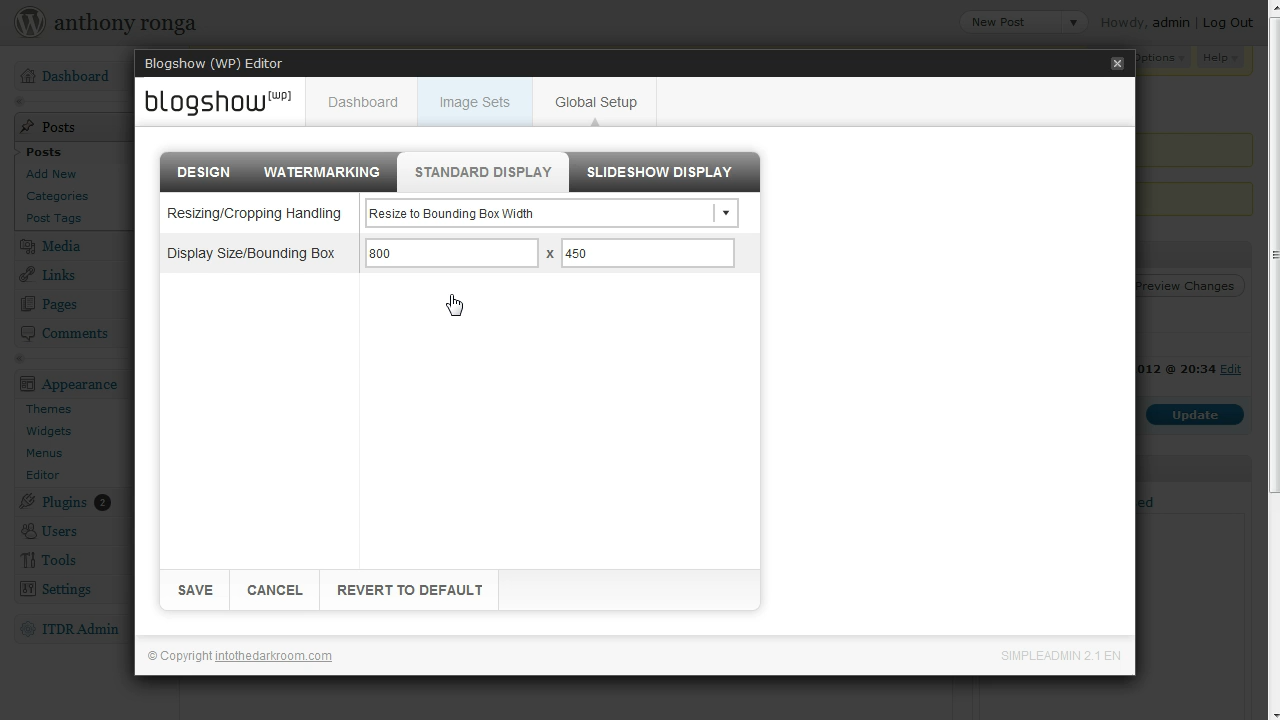 anthony ronga
New Post
Howdy, admin | Log Out
Blogshow (WP) Editor
Options
Help
Dashboard
blogshow[wp]
Dashboard
Image Sets
Global Setup
Posts
Posts
Add New
Categories
Post Tags
DESIGN
WATERMARKING
STANDARD DISPLAY
SLIDESHOW DISPLAY
Resizing/Cropping Handling
Resize to Bounding Box Width
Display Size/Bounding Box
800
x
450
Media
Links
Pages
Comments
Preview Changes
012 @ 20:34 Edit
Appearance
Themes
Widgets
Menus
Editor
Update
Plugins 2
ed
Users
Tools
Settings
SAVE
CANCEL
REVERT TO DEFAULT
ITDR Admin
© Copyright intothedarkroom.com
SIMPLEADMIN 2.1 EN